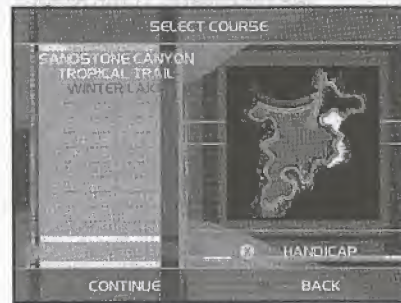 SELECT COURSE
SANDSTONE CANYON
TROPICAL TRAIL
WINTER LAKE
X HANDICAP
CONTINUE
BACK